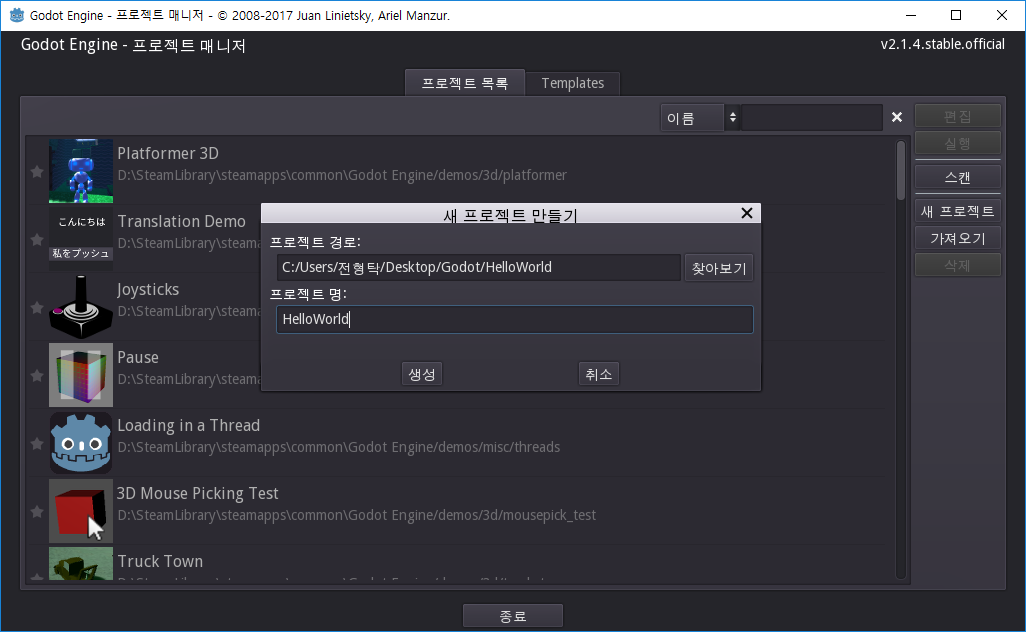 Godot Engine - 프로젝트 매니저 - © 2008-2017 Juan Linietsky, Ariel Manzur.
Godot Engine - 프로젝트 매니저
v2.1.4.stable.official
프로젝트 목록
Templates
이름
편집
실행
스캔
새 프로젝트
가져오기
삭제
Platformer 3D
D:\SteamLibrary\steamapps\common\Godot Engine/demos/3d/platformer
こんにちは
私をプッシュ
Translation Demo
D:\SteamLibrary\steama
Joysticks
D:\SteamLibrary\steama
Pause
D:\SteamLibrary\steama
Loading in a Thread
D:\SteamLibrary\steamapps\common\Godot Engine/demos/misc/threads
3D Mouse Picking Test
D:\SteamLibrary\steamapps\common\Godot Engine/demos/3d/mousepick_test
Truck Town
새 프로젝트 만들기
프로젝트 경로:
C:/Users/전형탁/Desktop/Godot/HelloWorld
찾아보기
프로젝트 명:
HelloWorld
생성
취소
종료